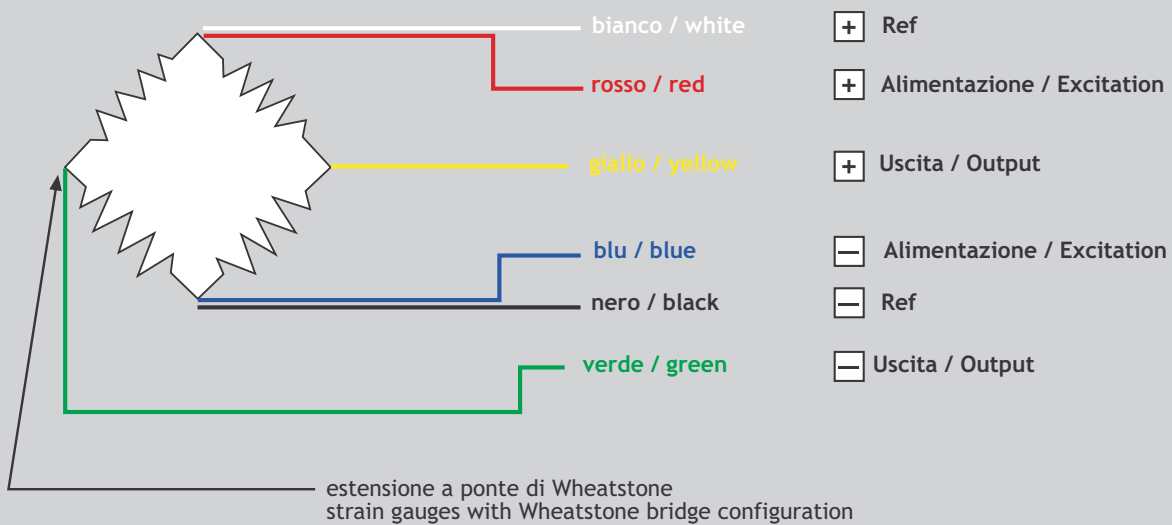 bianco / white + Ref
rosso / red + Alimentazione / Excitation
giallo / yellow + Uscita / Output
blu / blue − Alimentazione / Excitation
nero / black − Ref
verde / green − Uscita / Output
estensione a ponte di Wheatstone
strain gauges with Wheatstone bridge configuration